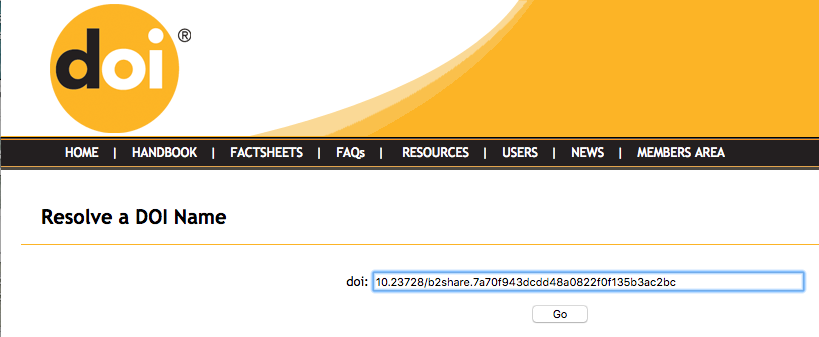 doi®
HOME | HANDBOOK | FACTSHEETS | FAQs | RESOURCES | USERS | NEWS | MEMBERS AREA
Resolve a DOI Name
doi: 10.23728/b2share.7a70f943dcdd48a0822f0f135b3ac2bc
Go